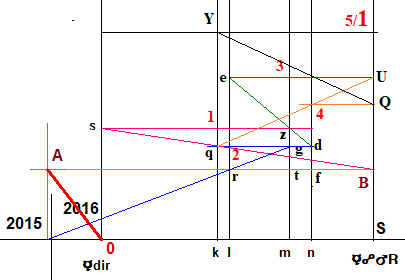 Y 5/1
3
e U
4 Q
s 1
z
q 2 g d
A r t f B
2015 2016 S
0 k l m n
☿dir ☿☍♂R